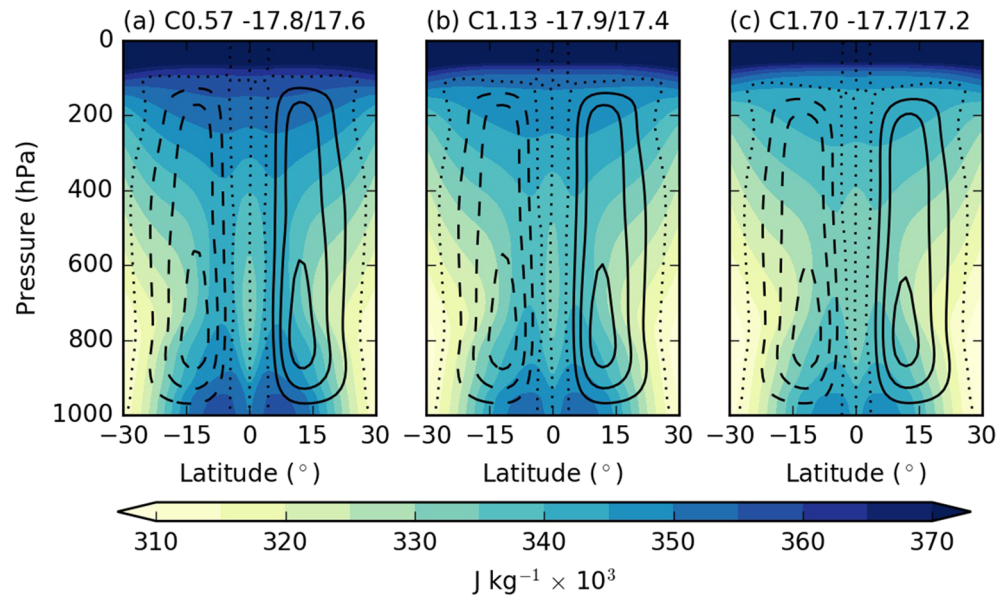 (a) C0.57 -17.8/17.6 (b) C1.13 -17.9/17.4 (c) C1.70 -17.7/17.2
0
200
400
600
800
1000
Pressure (hPa)
−30 −15 0 15 30 −30 −15 0 15 30 −30 −15 0 15 30
Latitude (°) Latitude (°) Latitude (°)
310 320 330 340 350 360 370
J kg⁻¹ × 10³